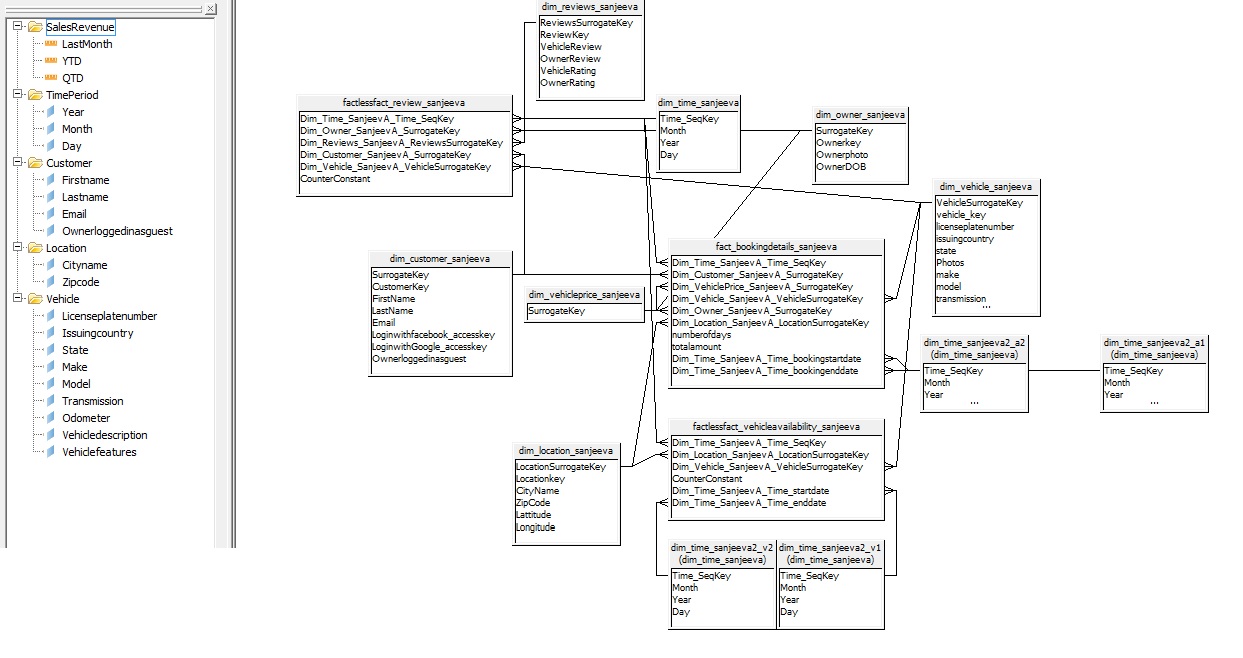 SalesRevenue
LastMonth
YTD
QTD
TimePeriod
Year
Month
Day
Customer
Firstname
Lastname
Email
Ownerloggedinasguest
Location
Cityname
Zipcode
Vehicle
Licenseplatenumber
Issuingcountry
State
Make
Model
Transmission
Odometer
Vehicledescription
Vehiclefeatures
dim_reviews_sanjeeva
ReviewsSurrogateKey
ReviewKey
VehicleReview
OwnerReview
VehicleRating
OwnerRating
factlessfact_review_sanjeeva
Dim_Time_SanjeevA_Time_SeqKey
Dim_Owner_SanjeevA_SurrogateKey
Dim_Reviews_SanjeevA_ReviewsSurrogateKey
Dim_Customer_SanjeevA_SurrogateKey
Dim_Vehicle_SanjeevA_VehicleSurrogateKey
CounterConstant
dim_time_sanjeeva
Time_SeqKey
Month
Year
Day
dim_owner_sanjeeva
SurrogateKey
Ownerkey
Ownerphoto
OwnerDOB
dim_vehicle_sanjeeva
VehicleSurrogateKey
vehicle_key
licenseplatenumber
issuingcountry
state
Photos
make
model
transmission
...
dim_customer_sanjeeva
SurrogateKey
CustomerKey
FirstName
LastName
Email
Loginwithfacebook_accesskey
LoginwithGoogle_accesskey
Ownerloggedinasguest
dim_vehicleprice_sanjeeva
SurrogateKey
fact_bookingdetails_sanjeeva
Dim_Time_SanjeevA_Time_SeqKey
Dim_Customer_SanjeevA_SurrogateKey
Dim_VehiclePrice_SanjeevA_SurrogateKey
Dim_Vehicle_SanjeevA_VehicleSurrogateKey
Dim_Owner_SanjeevA_SurrogateKey
Dim_Location_SanjeevA_LocationSurrogateKey
numberofdays
totalamount
Dim_Time_SanjeevA_Time_bookingstartdate
Dim_Time_SanjeevA_Time_bookingenddate
dim_time_sanjeeva2_a2
(dim_time_sanjeeva)
Time_SeqKey
Month
Year
...
dim_time_sanjeeva2_a1
(dim_time_sanjeeva)
Time_SeqKey
Month
Year
...
dim_location_sanjeeva
LocationSurrogateKey
Locationkey
CityName
ZipCode
Lattitude
Longitude
factlessfact_vehicleavailability_sanjeeva
Dim_Time_SanjeevA_Time_SeqKey
Dim_Location_SanjeevA_LocationSurrogateKey
Dim_Vehicle_SanjeevA_VehicleSurrogateKey
CounterConstant
Dim_Time_SanjeevA_Time_startdate
Dim_Time_SanjeevA_Time_enddate
dim_time_sanjeeva2_v2
(dim_time_sanjeeva)
Time_SeqKey
Month
Year
Day
dim_time_sanjeeva2_v1
(dim_time_sanjeeva)
Time_SeqKey
Month
Year
Day